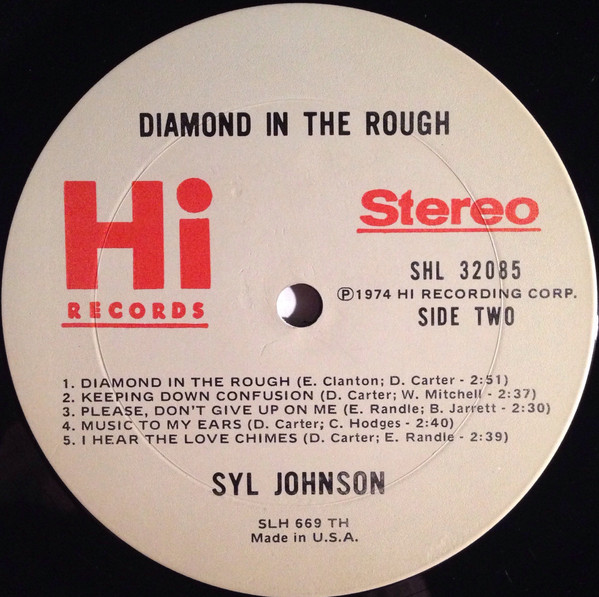 DIAMOND IN THE ROUGH
Hi
RECORDS
Stereo
SHL 32085
Ⓟ1974 HI RECORDING CORP.
SIDE TWO
1. DIAMOND IN THE ROUGH (E. Clanton; D. Carter - 2:51)
2. KEEPING DOWN CONFUSION (D. Carter; W. Mitchell - 2:37)
3. PLEASE, DON'T GIVE UP ON ME (E. Randle; B. Jarrett - 2:30)
4. MUSIC TO MY EARS (D. Carter; C. Hodges - 2:40)
5. I HEAR THE LOVE CHIMES (D. Carter; E. Randle - 2:39)
SYL JOHNSON
SLH 669 TH
Made in U.S.A.